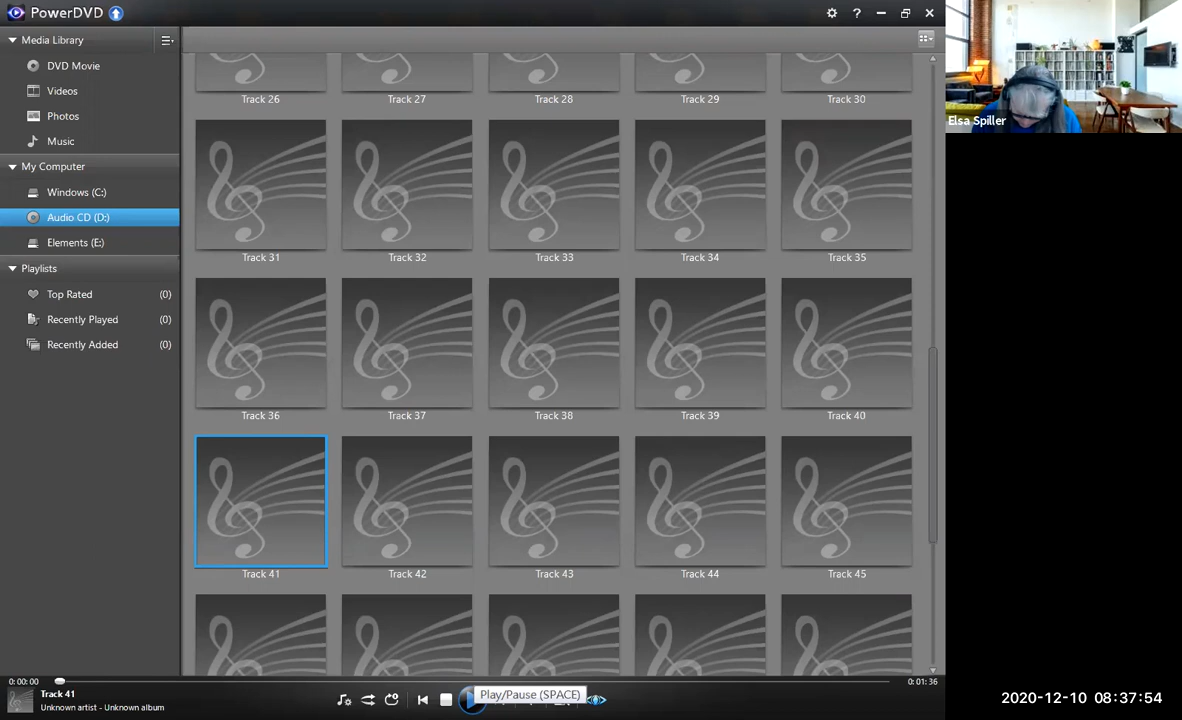 PowerDVD
Media Library
DVD Movie
Videos
Photos
Music
My Computer
Windows (C:)
Audio CD (D:)
Elements (E:)
Playlists
Top Rated (0)
Recently Played (0)
Recently Added (0)
Track 26 Track 27 Track 28 Track 29 Track 30
Track 31 Track 32 Track 33 Track 34 Track 35
Track 36 Track 37 Track 38 Track 39 Track 40
Track 41 Track 42 Track 43 Track 44 Track 45
0:00:00 0:01:36
Track 41
Unknown artist - Unknown album
Play/Pause (SPACE)
Elsa Spiller
2020-12-10 08:37:54